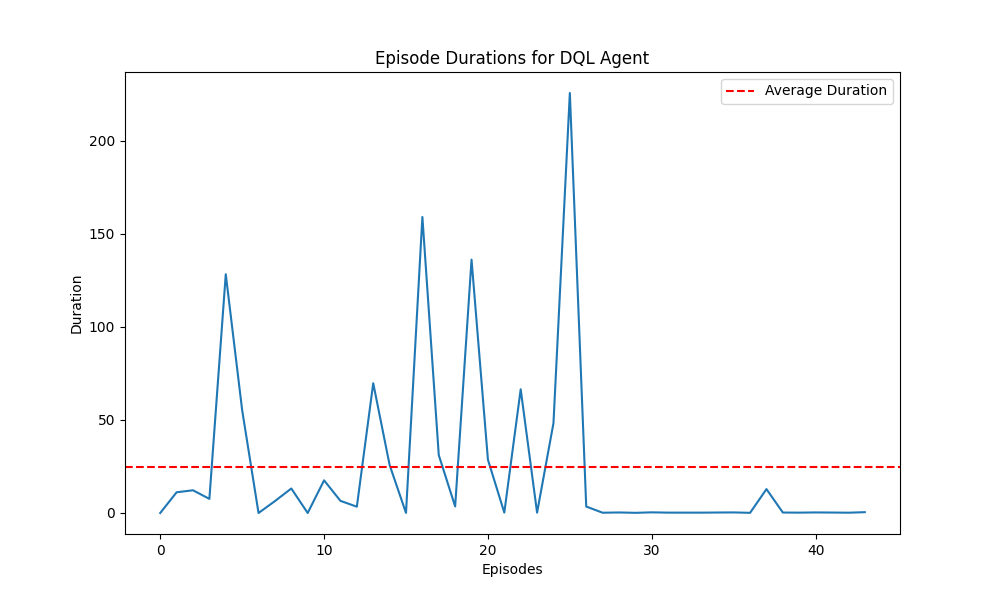 Episode Durations for DQL Agent
Average Duration
200
150
100
50
0
Duration
0 10 20 30 40
Episodes